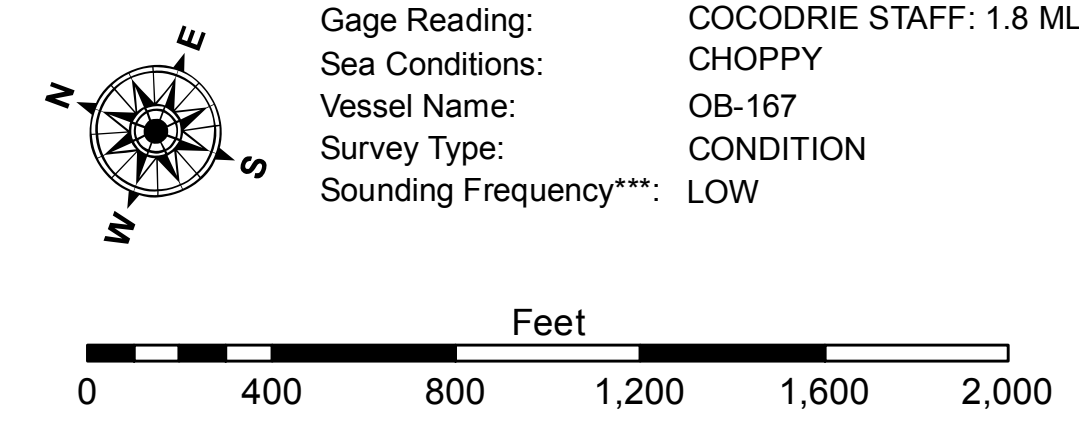 Gage Reading: COCODRIE STAFF: 1.8 ML
Sea Conditions: CHOPPY
Vessel Name: OB-167
Survey Type: CONDITION
Sounding Frequency***: LOW
N
E
S
W
Feet
0 400 800 1,200 1,600 2,000